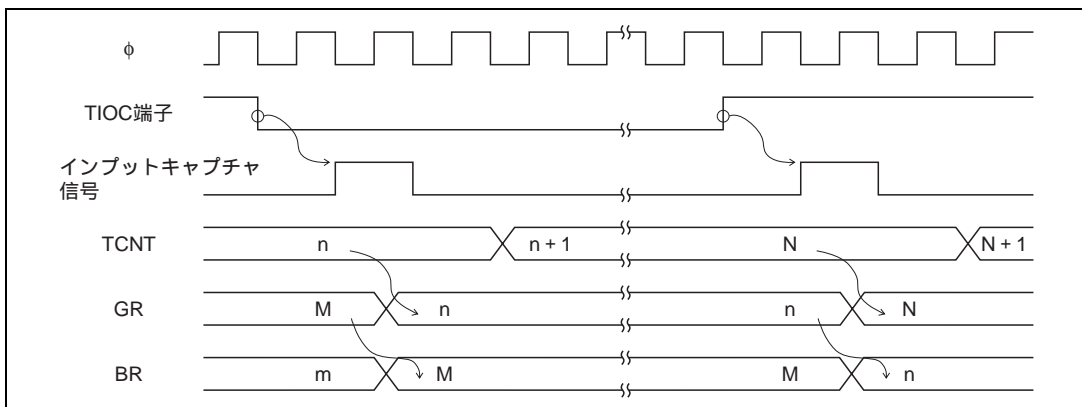 φ
TIOC端子
インプットキャプチャ
信号
TCNT n n + 1 N N + 1
GR M n n N
BR m M M n